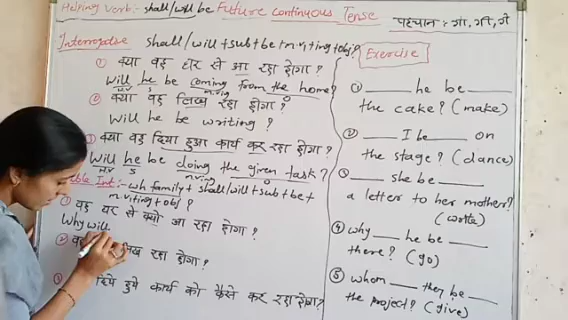 Helping verb:- shall/will be Future Continuous Tense पहचान : गा, गी, गे
Interrogative shall/will+sub+be+m.v+ing+obj?
① क्या वह घर से आ रहा होगा?
Will he be coming from the home?
H.V S m.v+ing O
② क्या वह लिख रहा होगा?
Will he be writing?
③ क्या वह दिया हुआ कार्य कर रहा होगा?
Will he be doing the given task?
H.V S m.v+ing O
Int:- wh family+ shall/will+sub+be+
m.v+ing+obj?
① वह घर से क्यों जा रहा होगा?
Why will
② रहा होगा?
③ दिये हुये कार्य को कैसे कर रहा होगा?
Exercise
① ____ he be ____
the cake? (make)
② ____ I be ____ on
the stage? (dance)
③ ____ she be ____
a letter to her mother?
(write)
④ why ____ he be ____
there? (go)
⑤ whom ____ they be ____
the project? (give)